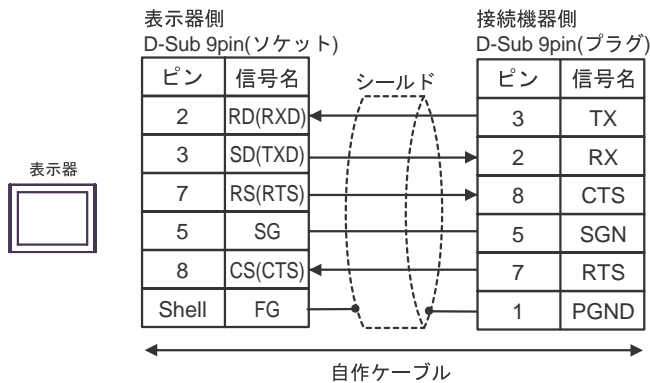 表示器側
D-Sub 9pin(ソケット)
接続機器側
D-Sub 9pin(プラグ)
ピン 信号名 シールド ピン 信号名
2 RD(RXD) 3 TX
3 SD(TXD) 2 RX
表示器
7 RS(RTS) 8 CTS
5 SG 5 SGN
8 CS(CTS) 7 RTS
Shell FG 1 PGND
自作ケーブル